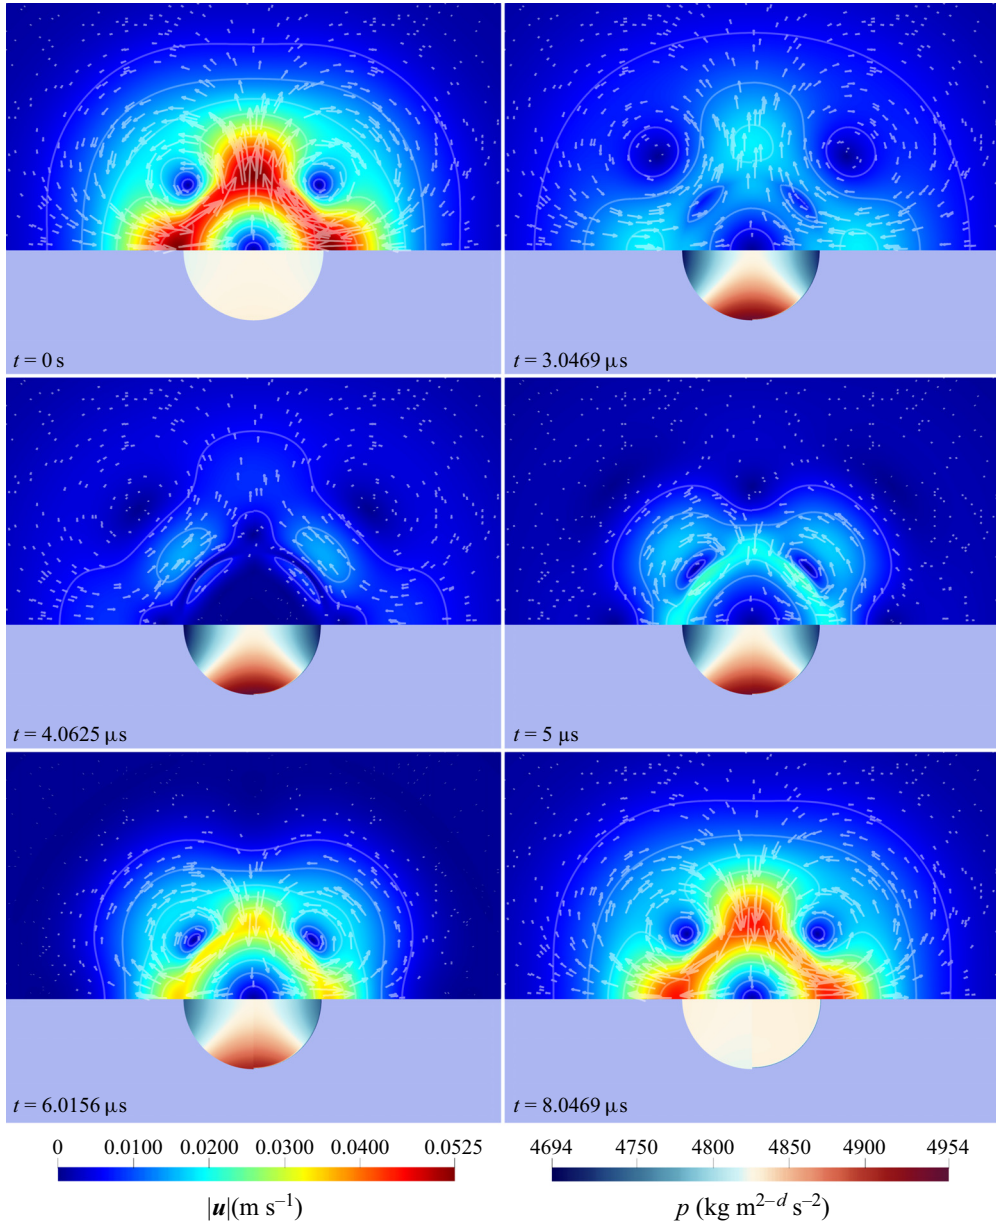 t = 0 s
t = 3.0469 μs
t = 4.0625 μs
t = 5 μs
t = 6.0156 μs
t = 8.0469 μs
0 0.0100 0.0200 0.0300 0.0400 0.0525
4694 4750 4800 4850 4900 4954
|u|(m s⁻¹)
p (kg m²⁻ᵈ s⁻²)